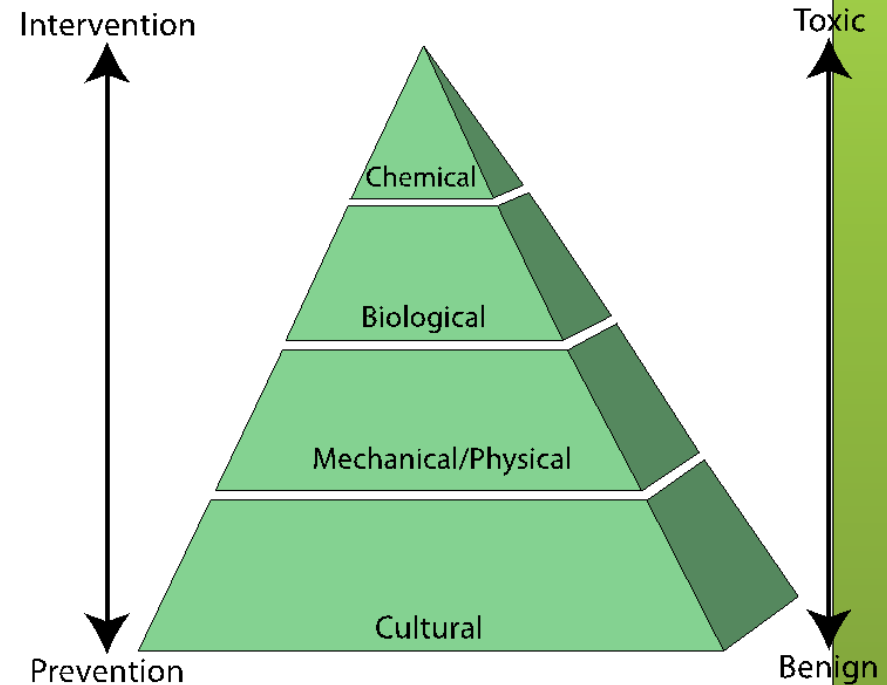 Intervention
Toxic
Chemical
Biological
Mechanical/Physical
Cultural
Prevention
Benign